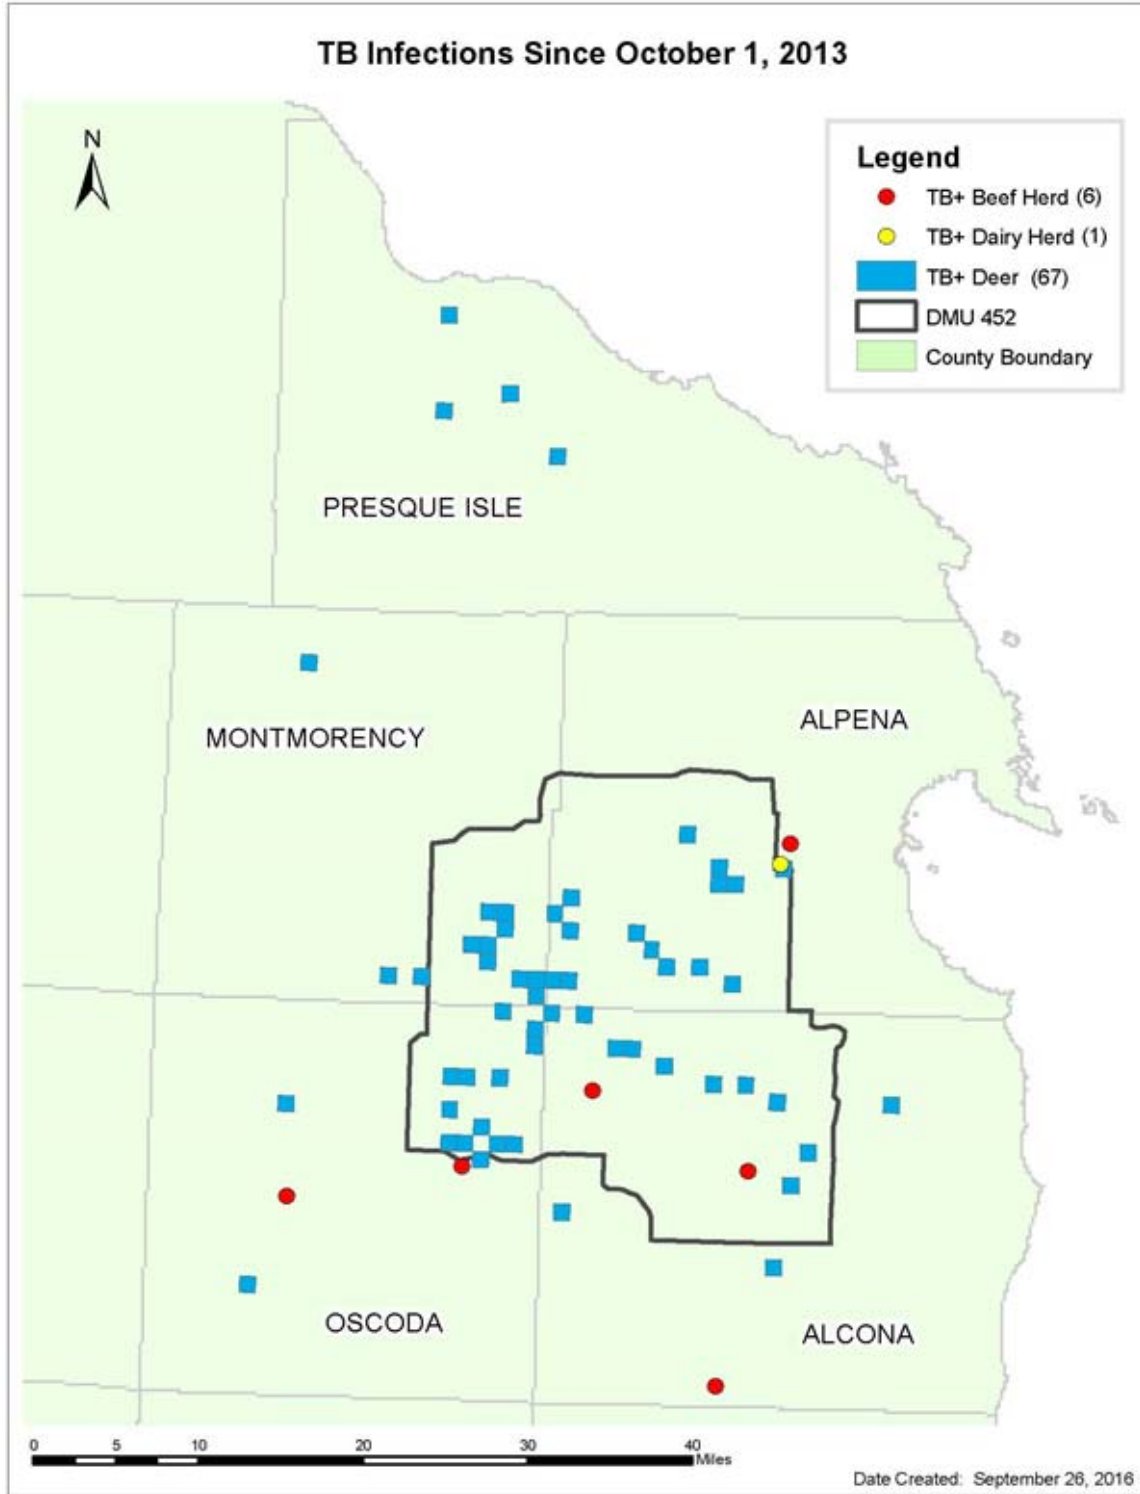 TB Infections Since October 1, 2013
N
Legend
TB+ Beef Herd (6)
TB+ Dairy Herd (1)
TB+ Deer (67)
DMU 452
County Boundary
PRESQUE ISLE
MONTMORENCY
ALPENA
OSCODA
ALCONA
0 5 10 20 30 40
Miles
Date Created: September 26, 2016